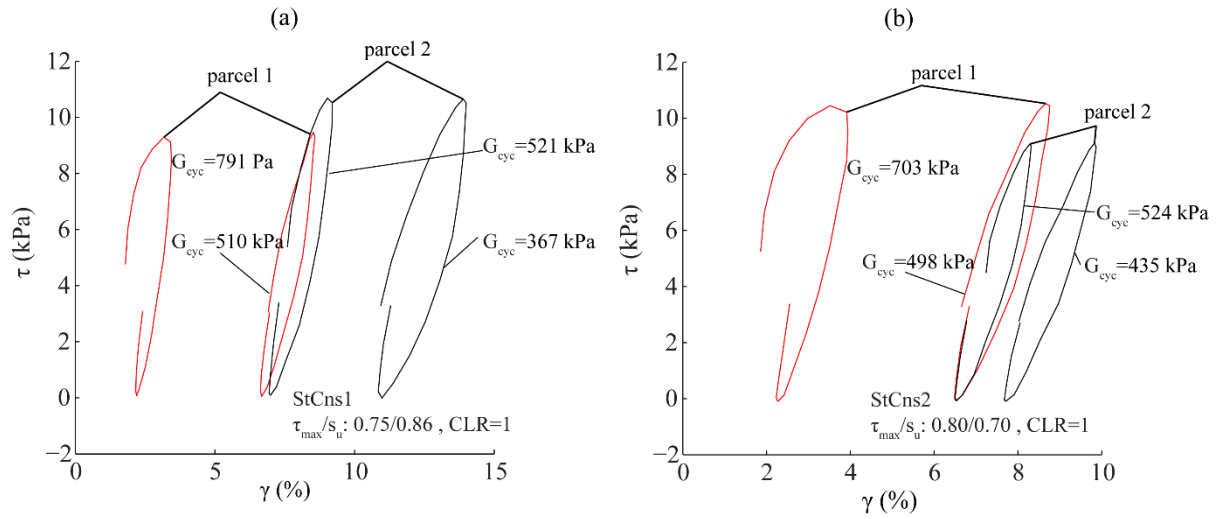 (a)
parcel 1
parcel 2
G_cyc=791 Pa
G_cyc=521 kPa
G_cyc=510 kPa
G_cyc=367 kPa
StCns1
τ_max/s_u: 0.75/0.86 , CLR=1
12
10
8
6
4
2
0
−2
τ (kPa)
0
5
10
15
γ (%)
(b)
parcel 1
parcel 2
G_cyc=703 kPa
G_cyc=524 kPa
G_cyc=498 kPa
G_cyc=435 kPa
StCns2
τ_max/s_u: 0.80/0.70 , CLR=1
12
10
8
6
4
2
0
−2
τ (kPa)
0
2
4
6
8
10
γ (%)